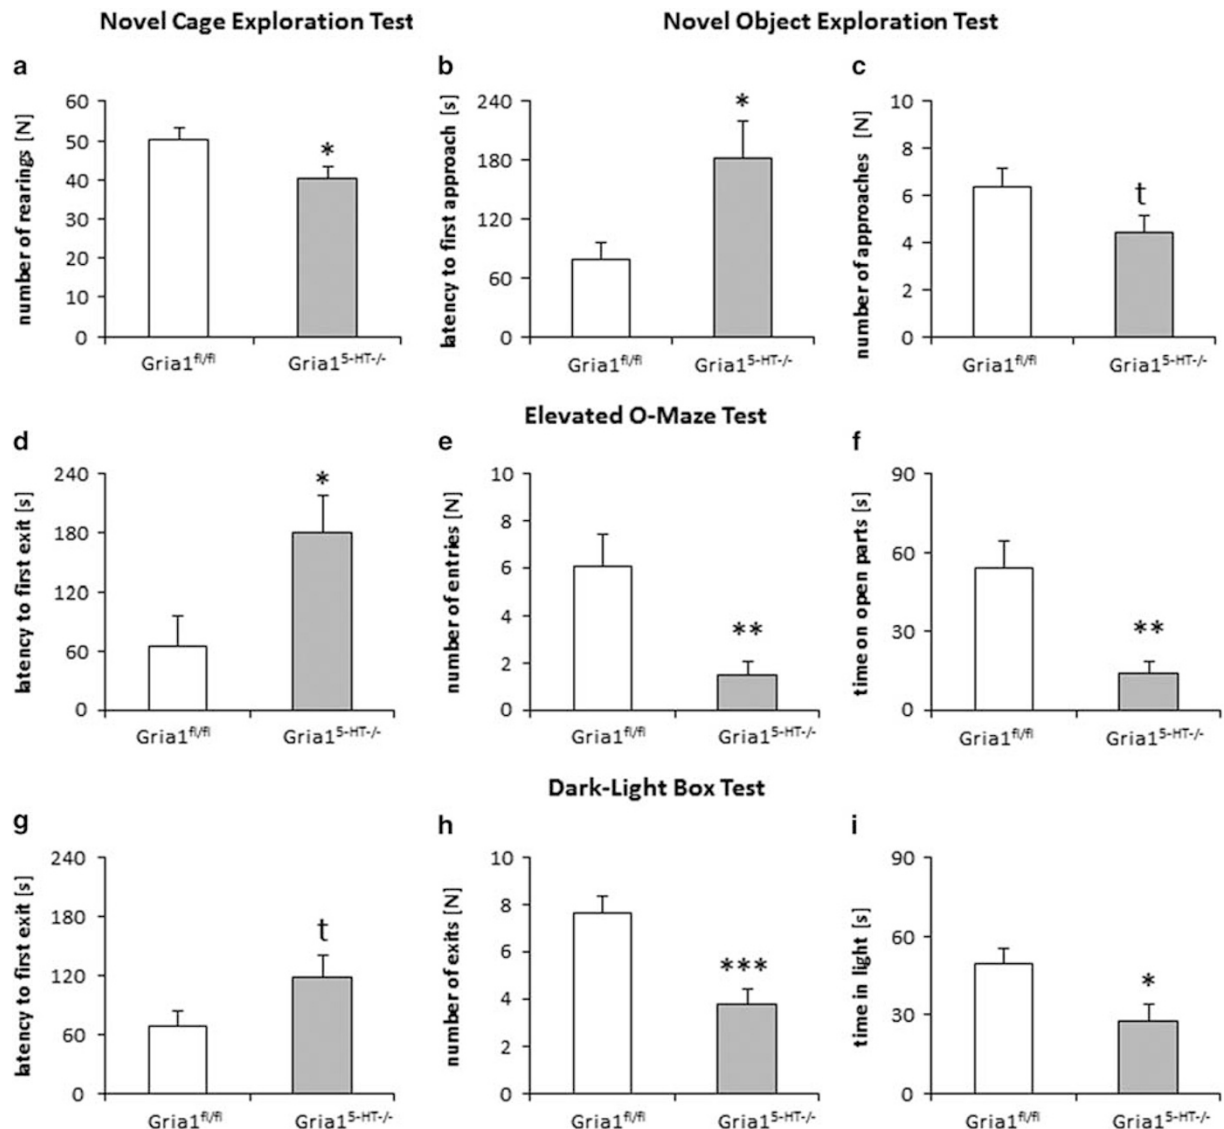 Novel Cage Exploration Test
Novel Object Exploration Test
a
number of rearings [N]
60
50
40
30
20
10
0
*
Gria1fl/fl
Gria15-HT-/-
b
latency to first approach [s]
240
180
120
60
0
*
Gria1fl/fl
Gria15-HT-/-
c
number of approaches [N]
10
8
6
4
2
0
t
Gria1fl/fl
Gria15-HT-/-
Elevated O-Maze Test
d
latency to first exit [s]
240
180
120
60
0
*
Gria1fl/fl
Gria15-HT-/-
e
number of entries [N]
10
8
6
4
2
0
**
Gria1fl/fl
Gria15-HT-/-
f
time on open parts [s]
90
60
30
0
**
Gria1fl/fl
Gria15-HT-/-
Dark-Light Box Test
g
latency to first exit [s]
240
180
120
60
0
t
Gria1fl/fl
Gria15-HT-/-
h
number of exits [N]
10
8
6
4
2
0
***
Gria1fl/fl
Gria15-HT-/-
i
time in light [s]
90
60
30
0
*
Gria1fl/fl
Gria15-HT-/-